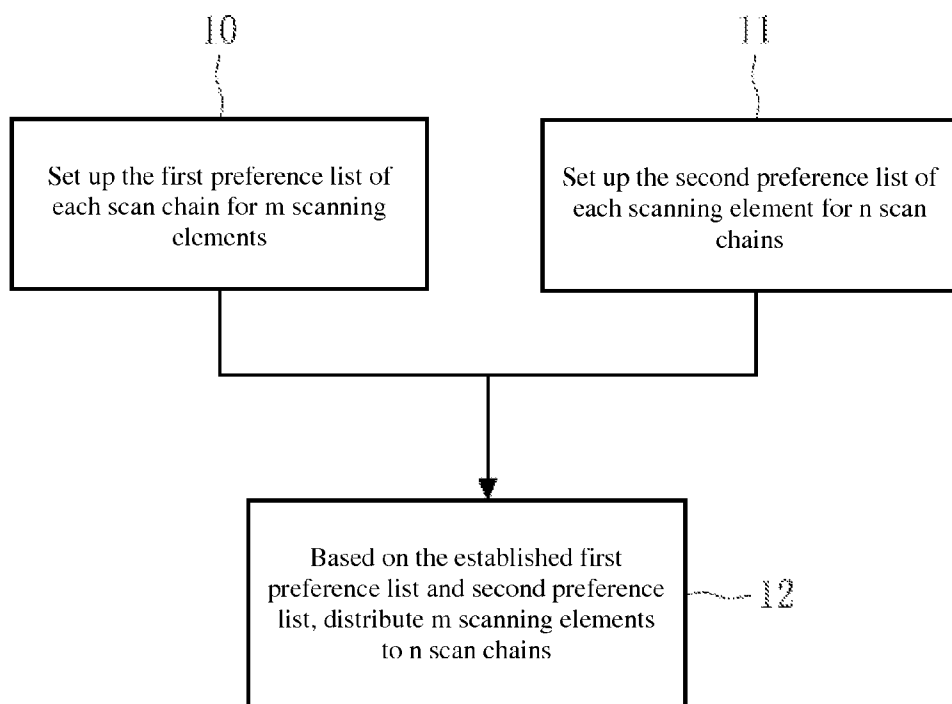 10
11
Set up the first preference list of
each scan chain for m scanning
elements
Set up the second preference list of
each scanning element for n scan
chains
Based on the established first
preference list and second preference
list, distribute m scanning elements
to n scan chains
12